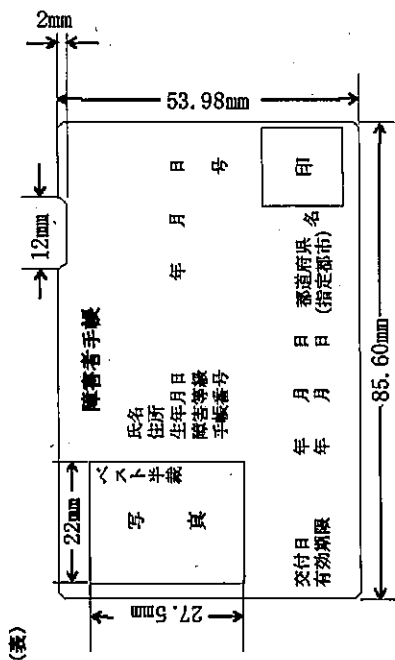 (表)
2mm
12mm
53.98mm
障害者手帳
22mm
27.5mm
ベスト半裁
写
真
氏名
住所
生年月日 年 月 日
障害等級 号
手帳番号
交付日 年 月 日
有効期限 年 月 日
都道府県名
(指定都市)
印
85.60mm